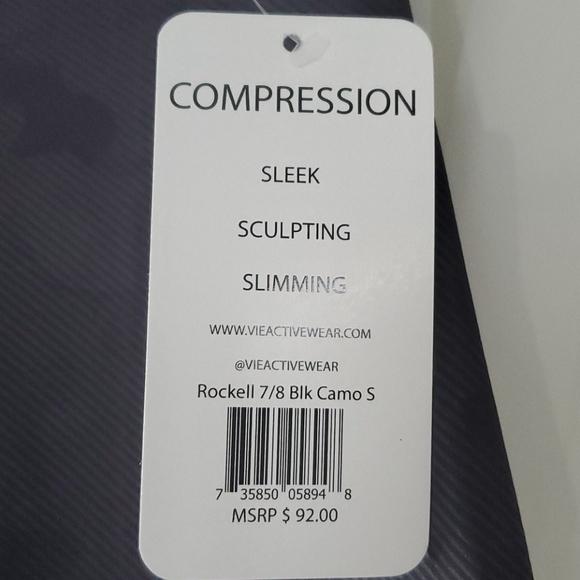 COMPRESSION
SLEEK
SCULPTING
SLIMMING
WWW.VIEACTIVEWEAR.COM
@VIEACTIVEWEAR
Rockell 7/8 Blk Camo S
7 35850 05894 8
MSRP $ 92.00